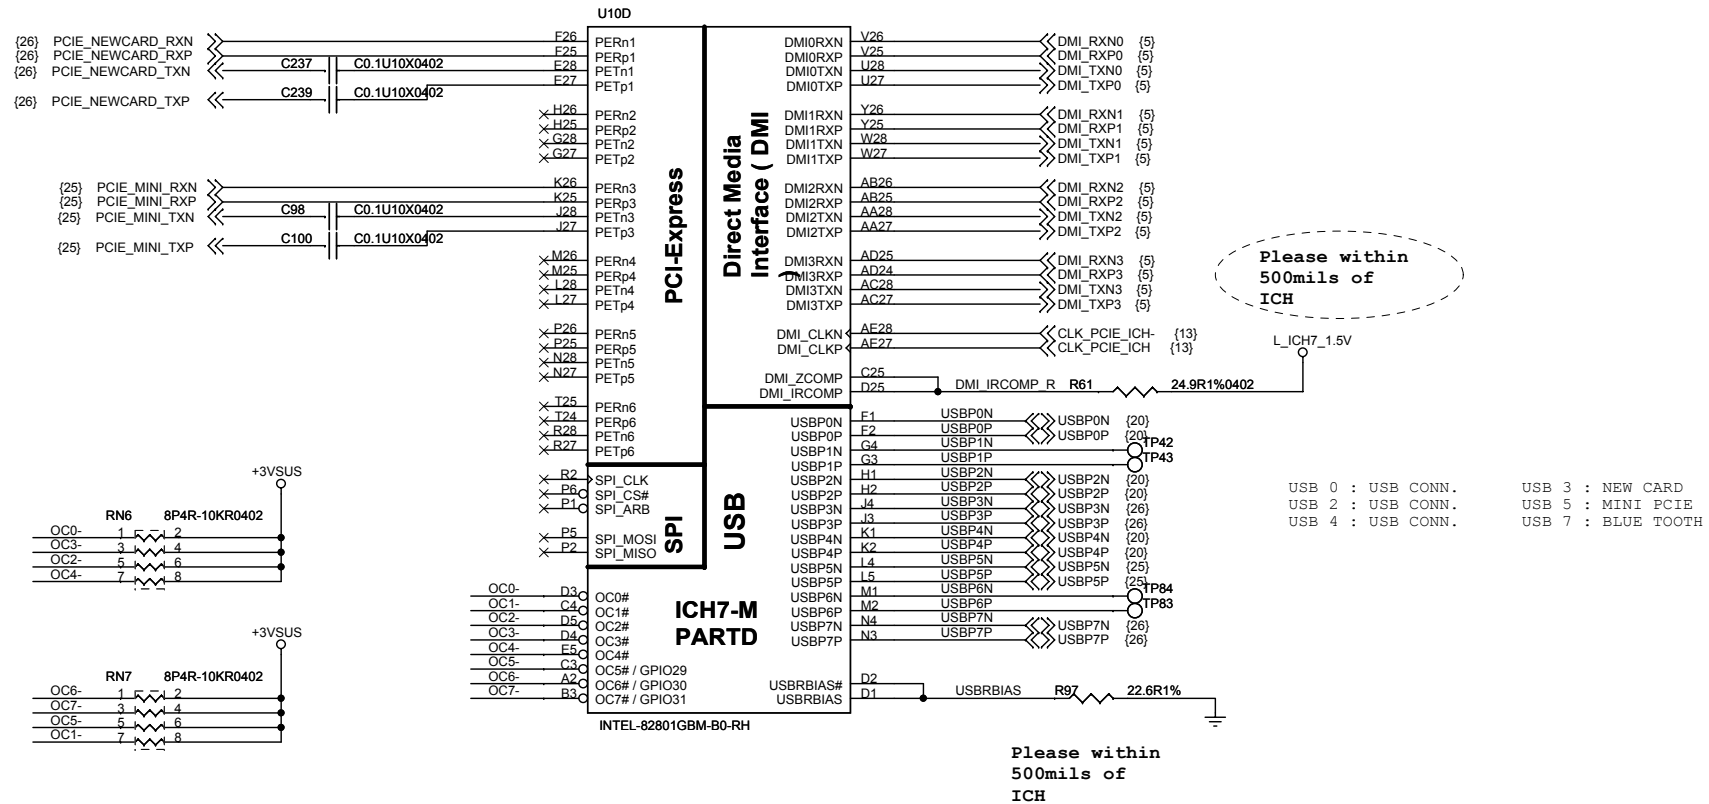 U10D
{26} PCIE_NEWCARD_RXN F26 PERn1
{26} PCIE_NEWCARD_RXP F25 PERp1
{26} PCIE_NEWCARD_TXN C237 C0.1U10X0402 E28 PETn1
{26} PCIE_NEWCARD_TXP C239 C0.1U10X0402 E27 PETp1
H26 PERn2
H25 PERp2
G28 PETn2
G27 PETp2
{25} PCIE_MINI_RXN K26 PERn3
{25} PCIE_MINI_RXP K25 PERp3
{25} PCIE_MINI_TXN C98 C0.1U10X0402 J28 PETn3
{25} PCIE_MINI_TXP C100 C0.1U10X0402 J27 PETp3
M26 PERn4
M25 PERp4
L28 PETn4
L27 PETp4
P26 PERn5
P25 PERp5
N28 PETn5
N27 PETp5
T25 PERn6
T24 PERp6
R28 PETn6
R27 PETp6
R2 SPI_CLK
P6 SPI_CS#
P1 SPI_ARB
P5 SPI_MOSI
P2 SPI_MISO
OC0- D3 OC0#
OC1- C4 OC1#
OC2- D5 OC2#
OC3- D4 OC3#
OC4- E5 OC4#
OC5- C3 OC5# / GPIO29
OC6- A2 OC6# / GPIO30
OC7- B3 OC7# / GPIO31
PCI-Express
Direct Media
Interface ( DMI
)
SPI
USB
ICH7-M
PARTD
INTEL-82801GBM-B0-RH
DMI0RXN V26 DMI_RXN0 {5}
DMI0RXP V25 DMI_RXP0 {5}
DMI0TXN U28 DMI_TXN0 {5}
DMI0TXP U27 DMI_TXP0 {5}
DMI1RXN Y26 DMI_RXN1 {5}
DMI1RXP Y25 DMI_RXP1 {5}
DMI1TXN W28 DMI_TXN1 {5}
DMI1TXP W27 DMI_TXP1 {5}
DMI2RXN AB26 DMI_RXN2 {5}
DMI2RXP AB25 DMI_RXP2 {5}
DMI2TXN AA28 DMI_TXN2 {5}
DMI2TXP AA27 DMI_TXP2 {5}
DMI3RXN AD25 DMI_RXN3 {5}
DMI3RXP AD24 DMI_RXP3 {5}
DMI3TXN AC28 DMI_TXN3 {5}
DMI3TXP AC27 DMI_TXP3 {5}
DMI_CLKN AE28 CLK_PCIE_ICH- {13}
DMI_CLKP AE27 CLK_PCIE_ICH {13}
DMI_ZCOMP C25
DMI_IRCOMP D25 DMI_IRCOMP_R R61 24.9R1%0402
L_ICH7_1.5V
Please within
500mils of
ICH
USBP0N F1 USBP0N USBP0N {20}
USBP0P F2 USBP0P USBP0P {20}
USBP1N G4 USBP1N TP42
USBP1P G3 USBP1P TP43
USBP2N H1 USBP2N USBP2N {20}
USBP2P H2 USBP2P USBP2P {20}
USBP3N J4 USBP3N USBP3N {26}
USBP3P J3 USBP3P USBP3P {26}
USBP4N K1 USBP4N USBP4N {20}
USBP4P K2 USBP4P USBP4P {20}
USBP5N L4 USBP5N USBP5N {25}
USBP5P L5 USBP5P USBP5P {25}
USBP6N M1 USBP6N TP84
USBP6P M2 USBP6P TP83
USBP7N N4 USBP7N USBP7N {26}
USBP7P N3 USBP7P USBP7P {26}
USBRBIAS# D2
USBRBIAS D1 USBRBIAS R97 22.6R1%
Please within
500mils of
ICH
USB 0 : USB CONN. USB 3 : NEW CARD
USB 2 : USB CONN. USB 5 : MINI PCIE
USB 4 : USB CONN. USB 7 : BLUE TOOTH
+3VSUS
RN6 8P4R-10KR0402
OC0- 1 2
OC3- 3 4
OC2- 5 6
OC4- 7 8
+3VSUS
RN7 8P4R-10KR0402
OC6- 1 2
OC7- 3 4
OC5- 5 6
OC1- 7 8